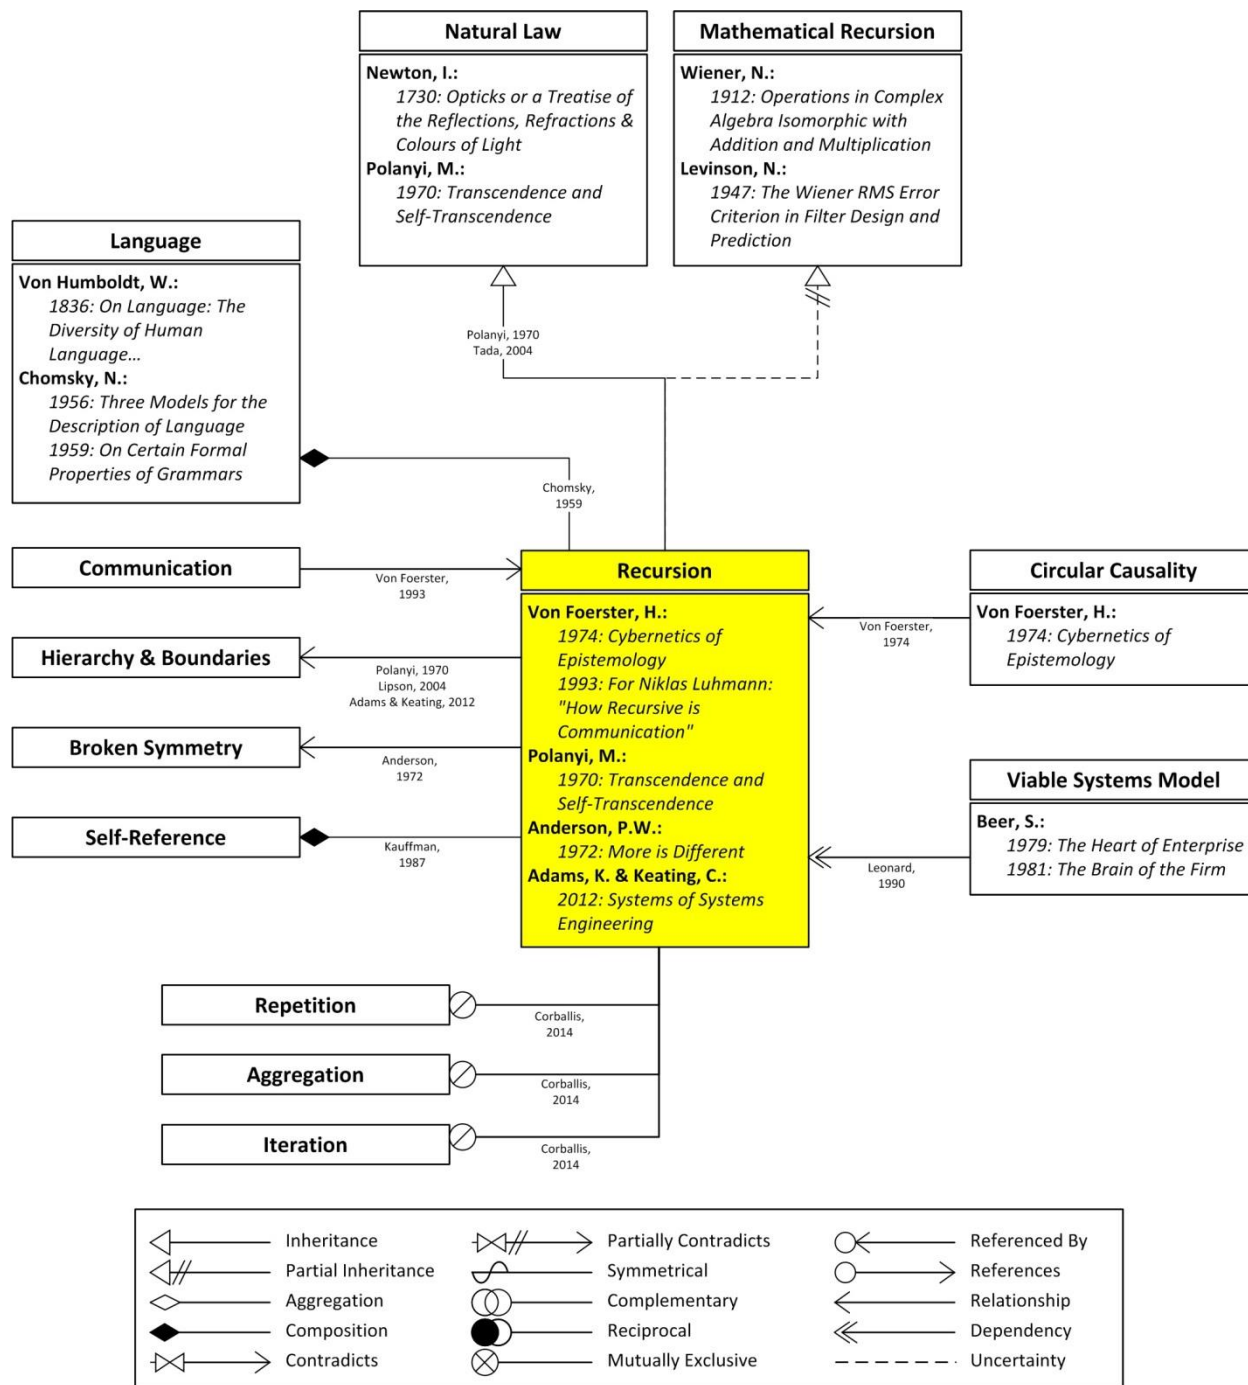 Natural Law
Newton, I.:
1730: Opticks or a Treatise of
the Reflections, Refractions &
Colours of Light
Polanyi, M.:
1970: Transcendence and
Self-Transcendence
Mathematical Recursion
Wiener, N.:
1912: Operations in Complex
Algebra Isomorphic with
Addition and Multiplication
Levinson, N.:
1947: The Wiener RMS Error
Criterion in Filter Design and
Prediction
Language
Von Humboldt, W.:
1836: On Language: The
Diversity of Human
Language…
Chomsky, N.:
1956: Three Models for the
Description of Language
1959: On Certain Formal
Properties of Grammars
Polanyi, 1970
Tada, 2004
Chomsky,
1959
Communication
Von Foerster,
1993
Hierarchy & Boundaries
Polanyi, 1970
Lipson, 2004
Adams & Keating, 2012
Broken Symmetry
Anderson,
1972
Self-Reference
Kauffman,
1987
Recursion
Von Foerster, H.:
1974: Cybernetics of
Epistemology
1993: For Niklas Luhmann:
"How Recursive is
Communication"
Polanyi, M.:
1970: Transcendence and
Self-Transcendence
Anderson, P.W.:
1972: More is Different
Adams, K. & Keating, C.:
2012: Systems of Systems
Engineering
Von Foerster,
1974
Circular Causality
Von Foerster, H.:
1974: Cybernetics of
Epistemology
Leonard,
1990
Viable Systems Model
Beer, S.:
1979: The Heart of Enterprise
1981: The Brain of the Firm
Repetition
Corballis,
2014
Aggregation
Corballis,
2014
Iteration
Corballis,
2014
Inheritance
Partial Inheritance
Aggregation
Composition
Contradicts
Partially Contradicts
Symmetrical
Complementary
Reciprocal
Mutually Exclusive
Referenced By
References
Relationship
Dependency
Uncertainty